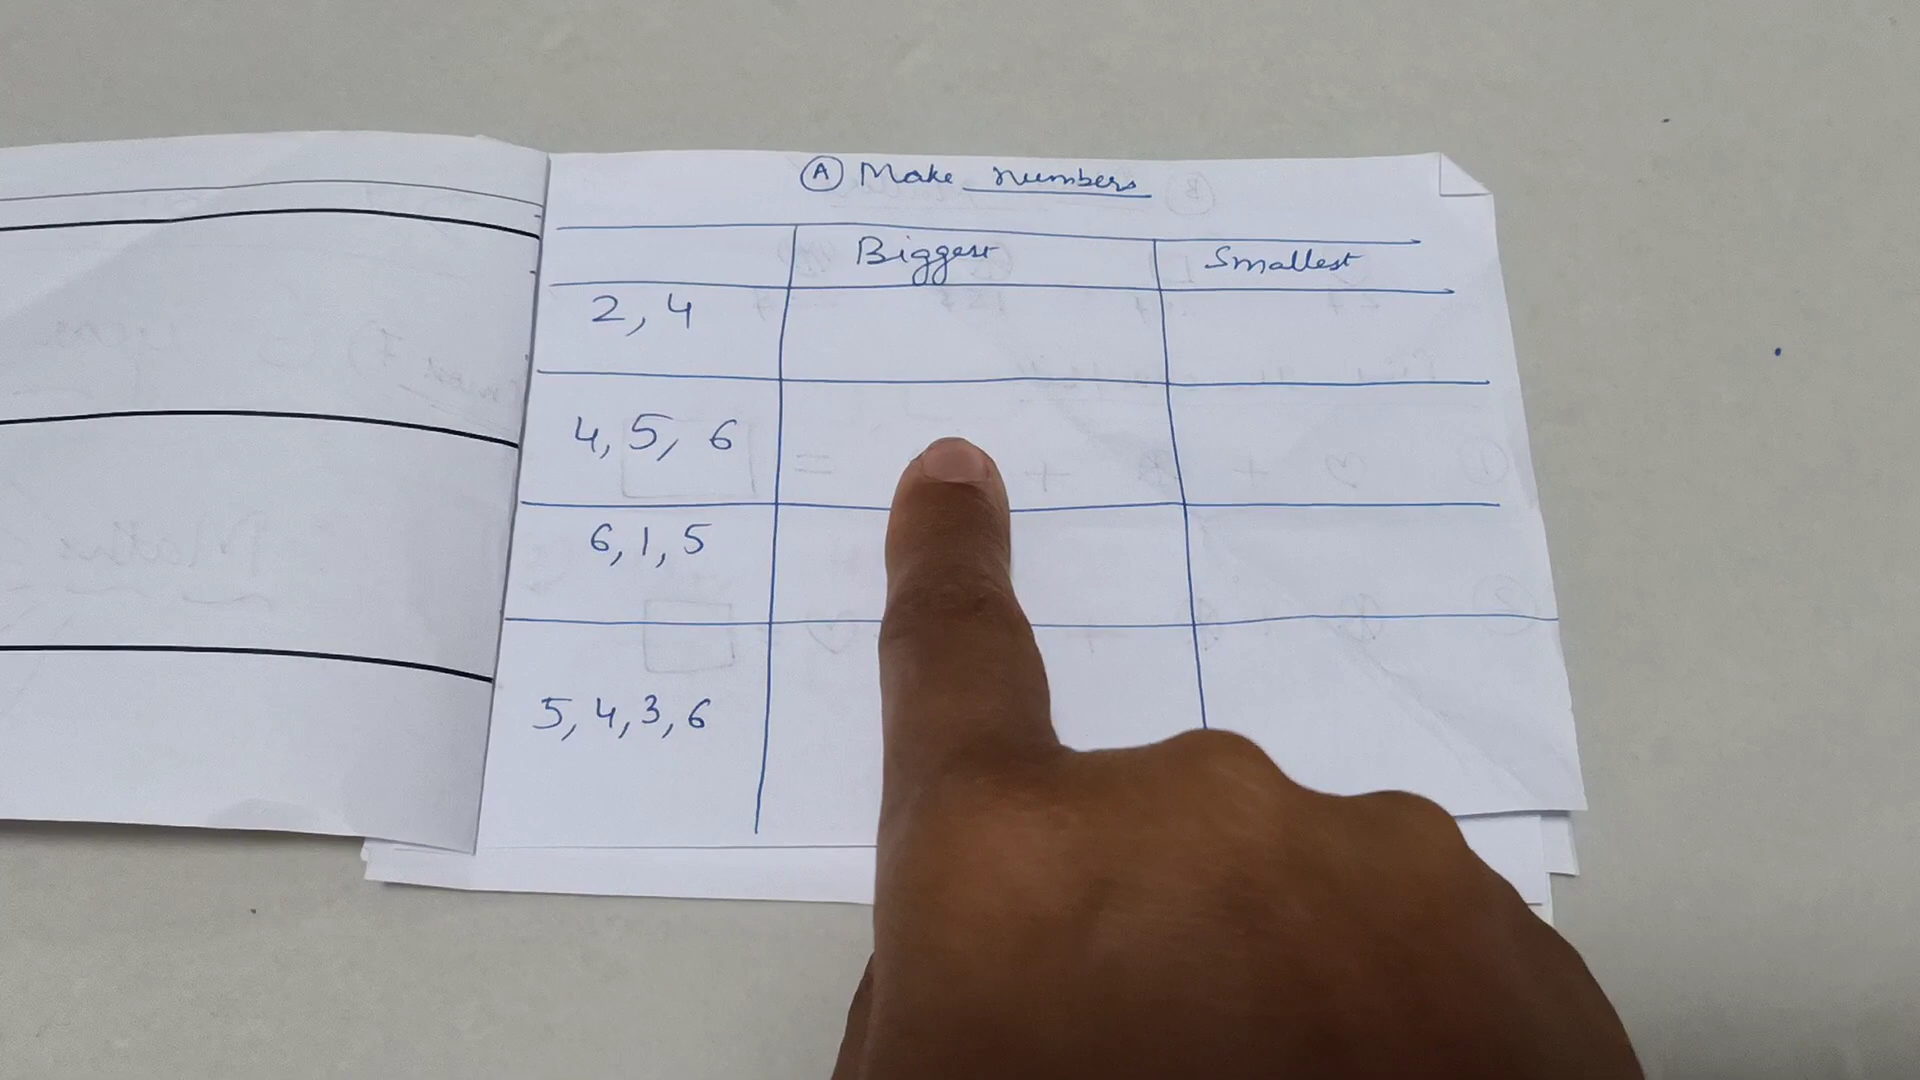 A Make numbers
Biggest Smallest
2, 4
4, 5, 6
6, 1, 5
5, 4, 3, 6